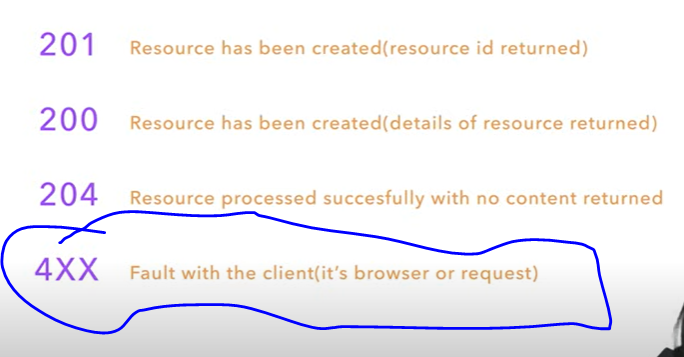 201 Resource has been created(resource id returned)
200 Resource has been created(details of resource returned)
204 Resource processed succesfully with no content returned
4XX Fault with the client(it's browser or request)